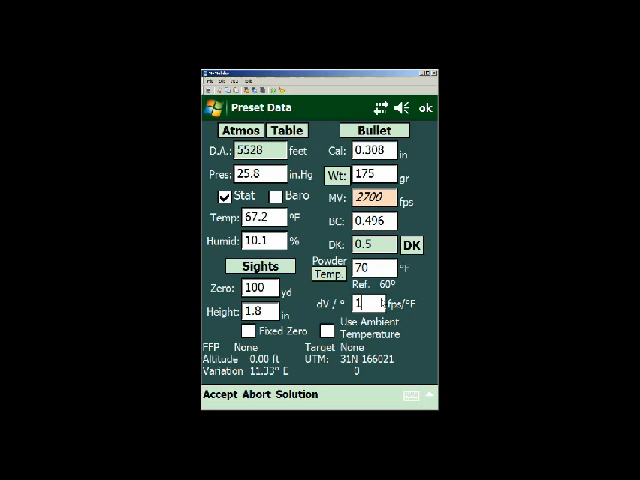 Preset Data ok
Atmos Table Bullet
D.A.: 5528 feet Cal: 0.308 in
Pres: 25.8 in.Hg Wt: 175 gr
Stat Baro MV: 2700 fps
Temp: 67.2 ºF BC: 0.496
Humid: 10.1 % DK: 0.5 DK
Sights Powder Temp. 70 ºF
Ref. 60º
Zero: 100 yd dV / º 1 fps/ºF
Height: 1.8 in
Fixed Zero Use Ambient Temperature
FFP None Target None
Altitude 0.00 ft UTM: 31N 166021
Variation 11.33º E 0
Accept Abort Solution